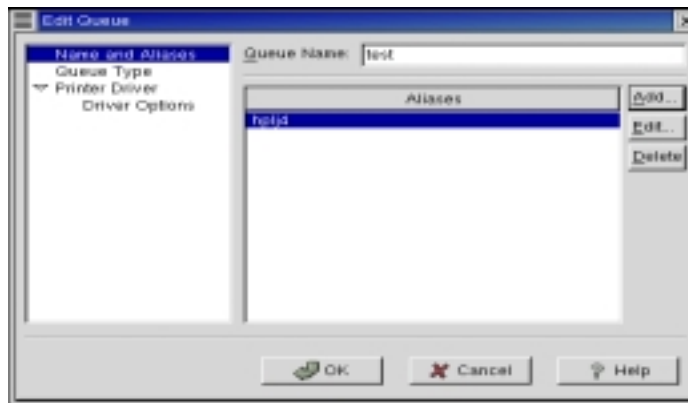 Edit Queue
Name and Aliases
Queue Type
Printer Driver
Driver Options
Queue Name: test
Aliases
hplj4
Add...
Edit...
Delete
OK
Cancel
Help